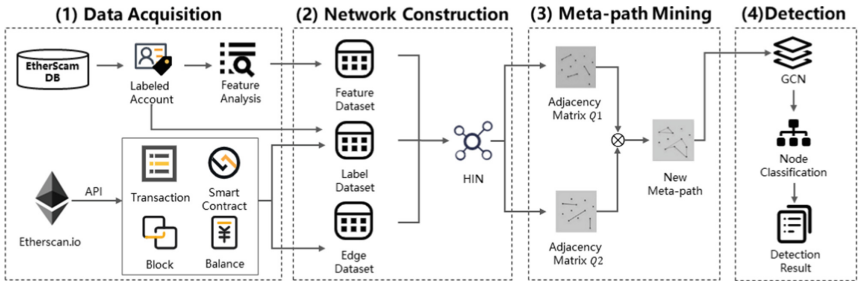 (1) Data Acquisition
(2) Network Construction
(3) Meta-path Mining
(4)Detection
EtherScam
DB
Labeled
Account
Feature
Analysis
Feature
Dataset
Adjacency
Matrix Q1
GCN
API
Transaction
Smart
Contract
Label
Dataset
HIN
New
Meta-path
Node
Classification
Etherscan.io
Block
Balance
Edge
Dataset
Adjacency
Matrix Q2
Detection
Result